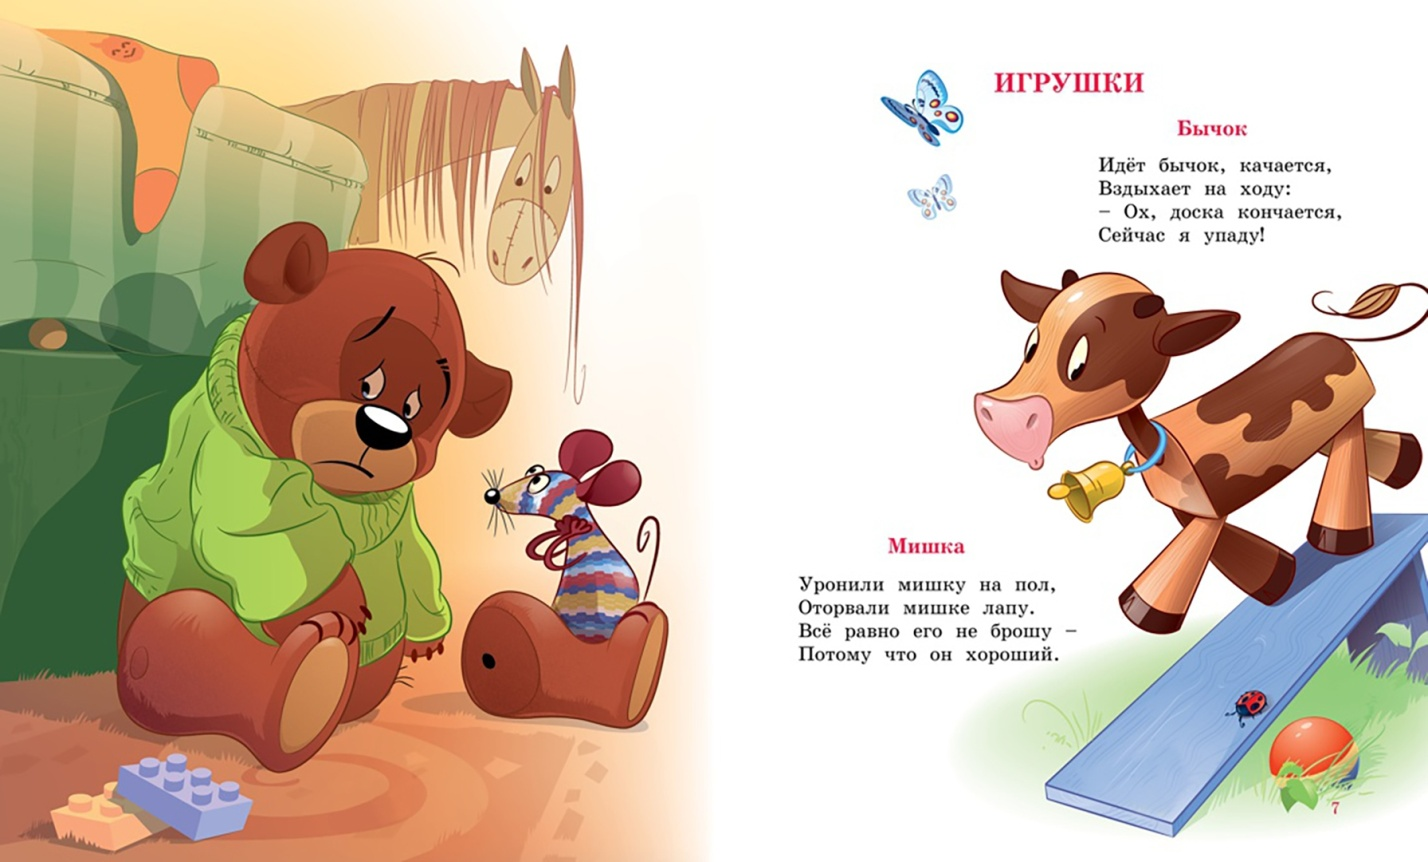 ИГРУШКИ
Бычок
Идёт бычок, качается,
Вздыхает на ходу:
– Ох, доска кончается,
Сейчас я упаду!
Мишка
Уронили мишку на пол,
Оторвали мишке лапу.
Всё равно его не брошу –
Потому что он хороший.
7